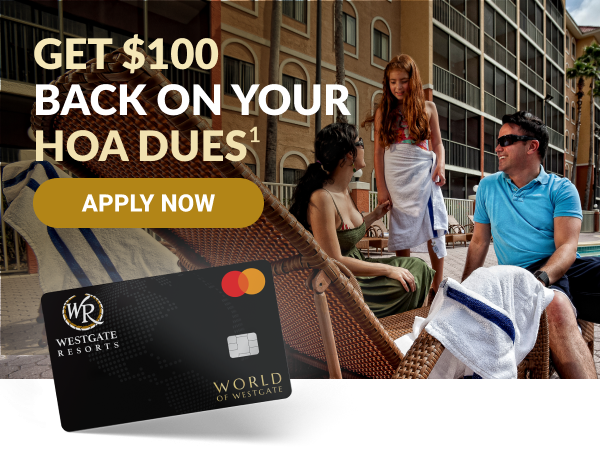 GET $100
BACK ON YOUR
HOA DUES1
APPLY NOW
WR
WESTGATE
RESORTS
WORLD
OF WESTGATE